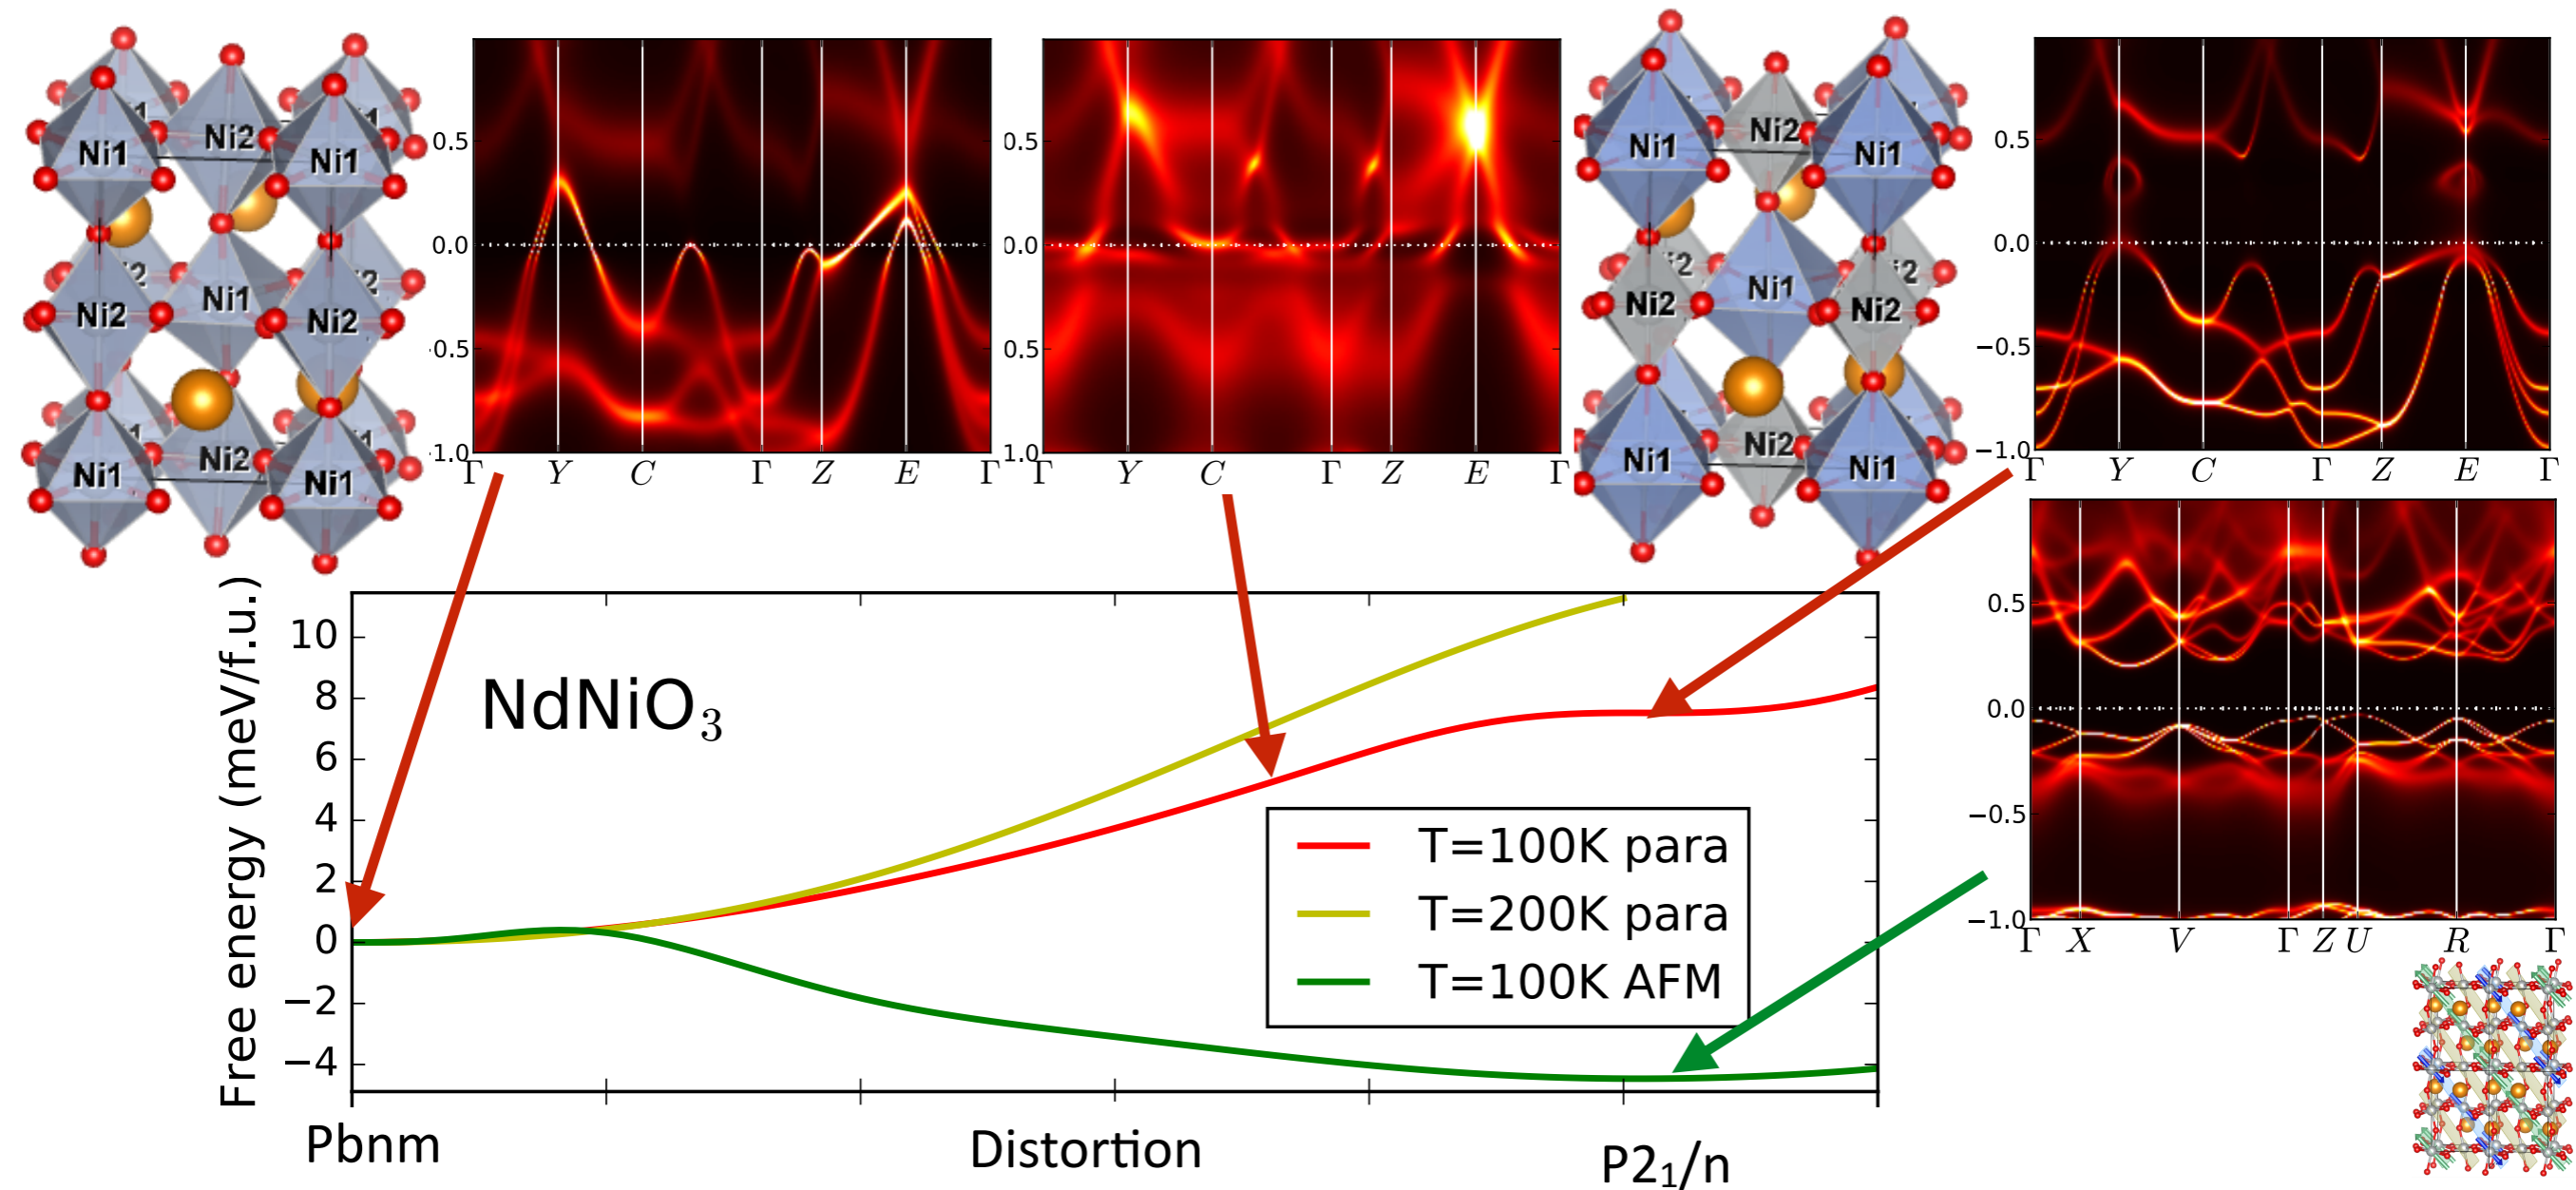 Ni1 Ni2 Ni1
Ni2 Ni1 Ni2
Ni1 Ni2 Ni1
0.5
0.0
0.5
1.0
Γ Y C Γ Z E Γ
0.5
0.0
0.5
1.0
Γ Y C Γ Z E Γ
Ni1 Ni2 Ni1
Ni2 Ni1 Ni2
Ni1 Ni2 Ni1
0.5
0.0
−0.5
−1.0
Γ Y C Γ Z E Γ
0.5
0.0
−0.5
−1.0
Γ X V Γ Z U R Γ
Free energy (meV/f.u.)
10
8
6
4
2
0
−2
−4
NdNiO₃
T=100K para
T=200K para
T=100K AFM
Pbnm Distortion P2₁/n